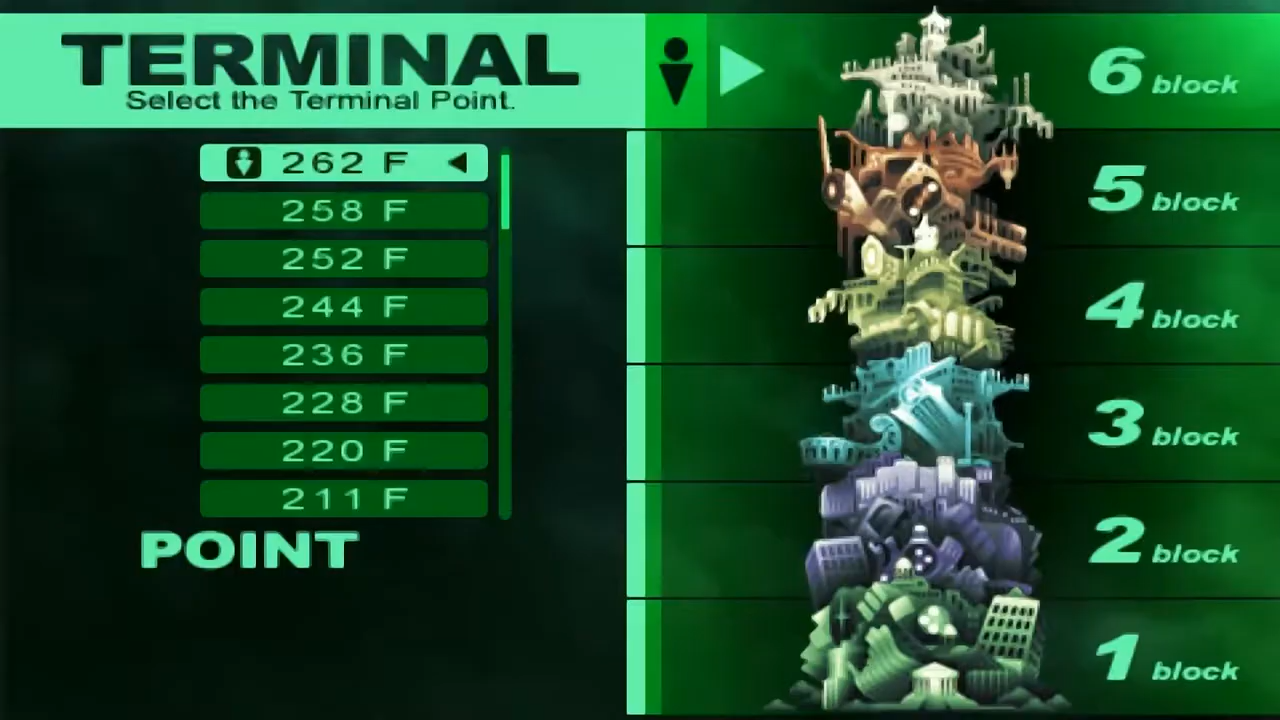 TERMINAL
Select the Terminal Point.
262 F
258 F
252 F
244 F
236 F
228 F
220 F
211 F
POINT
6 block
5 block
4 block
3 block
2 block
1 block